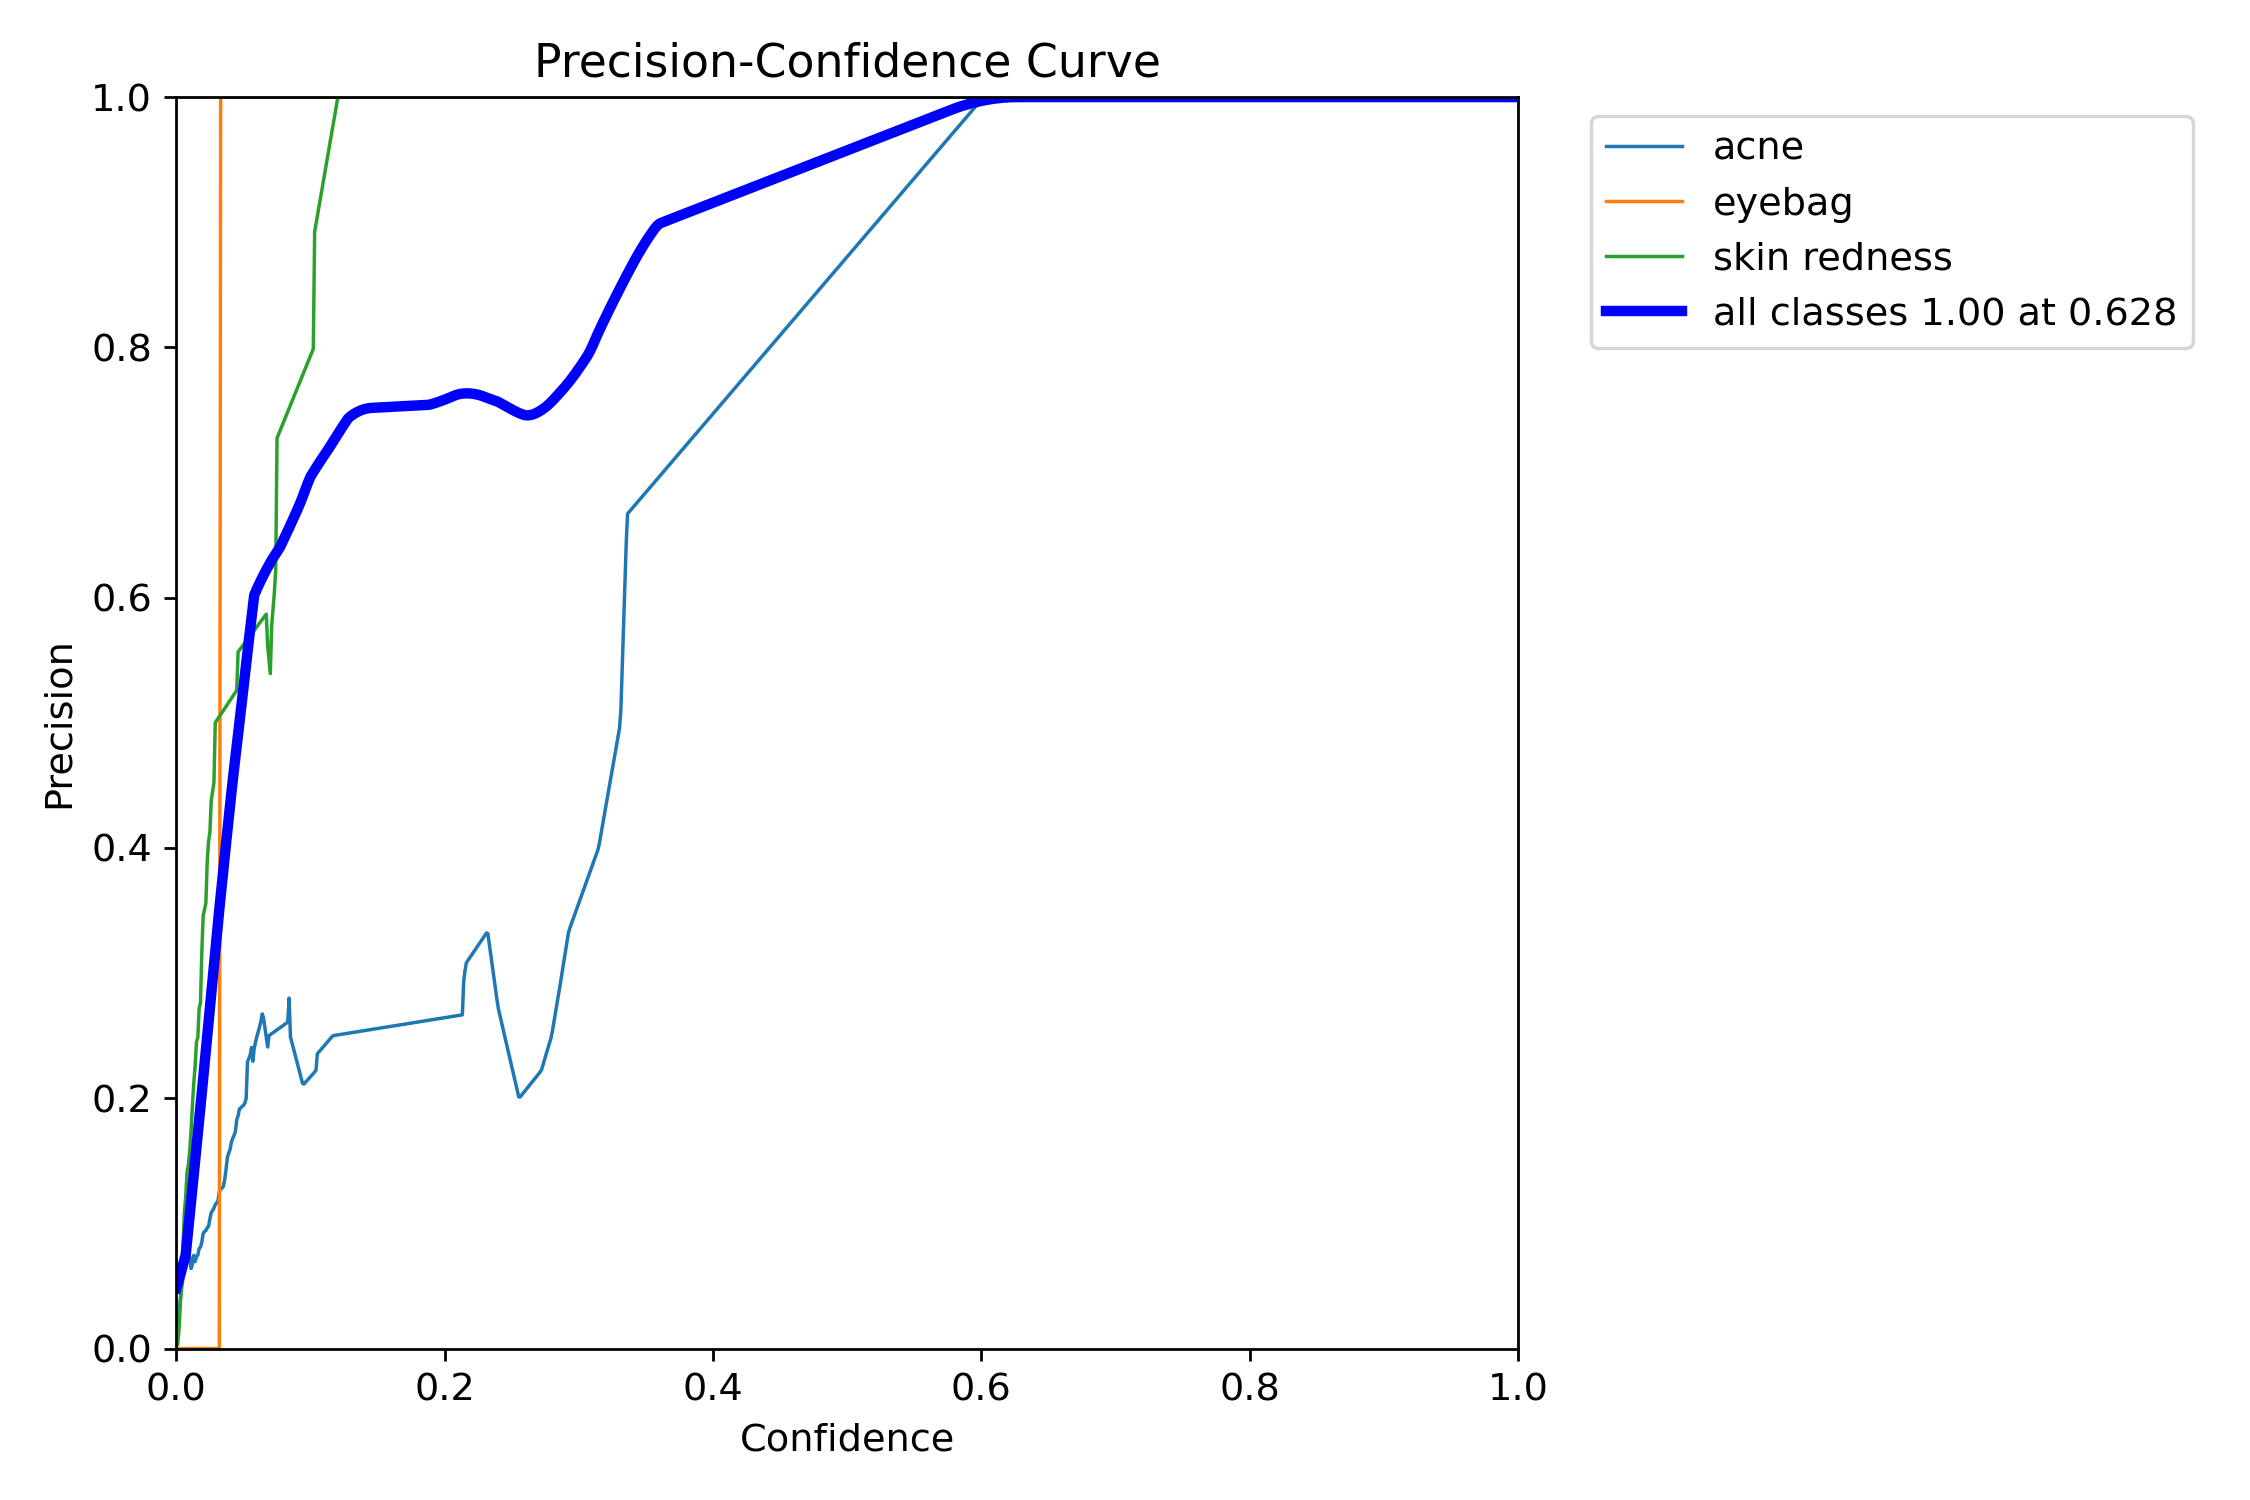 Precision-Confidence Curve
1.0
0.8
0.6
0.4
0.2
0.0
Precision
0.0 0.2 0.4 0.6 0.8 1.0
Confidence
acne
eyebag
skin redness
all classes 1.00 at 0.628